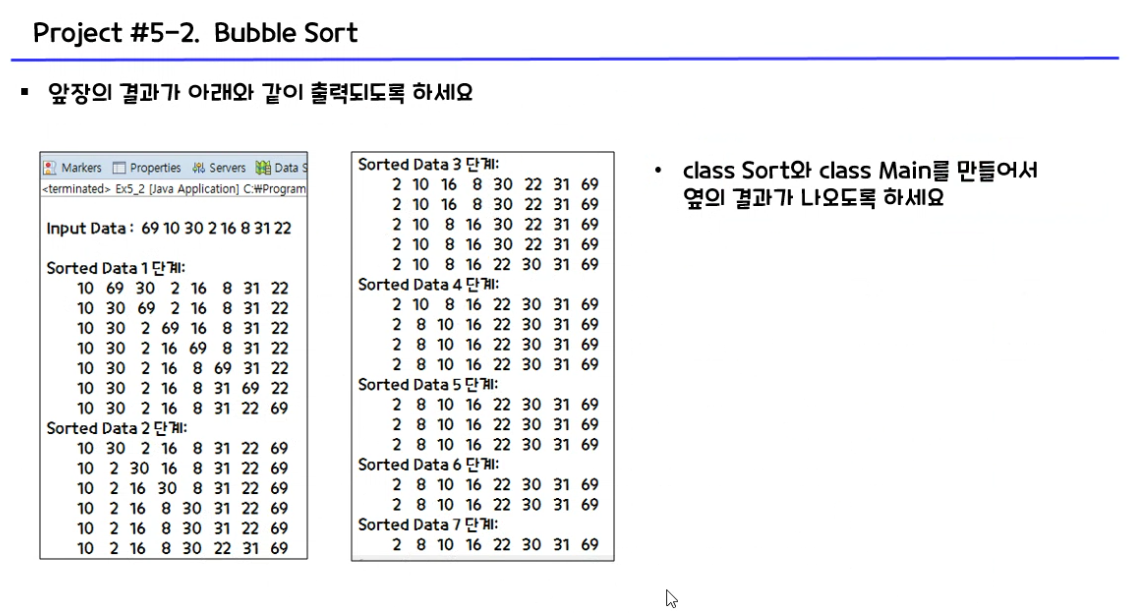 Project #5-2. Bubble Sort
▪ 앞장의 결과가 아래와 같이 출력되도록 하세요
Markers Properties Servers Data S
<terminated> Ex5_2 [Java Application] C:₩Program
Input Data : 69 10 30 2 16 8 31 22
Sorted Data 1 단계:
10 69 30 2 16 8 31 22
10 30 69 2 16 8 31 22
10 30 2 69 16 8 31 22
10 30 2 16 69 8 31 22
10 30 2 16 8 69 31 22
10 30 2 16 8 31 69 22
10 30 2 16 8 31 22 69
Sorted Data 2 단계:
10 30 2 16 8 31 22 69
10 2 30 16 8 31 22 69
10 2 16 30 8 31 22 69
10 2 16 8 30 31 22 69
10 2 16 8 30 31 22 69
10 2 16 8 30 22 31 69
Sorted Data 3 단계:
2 10 16 8 30 22 31 69
2 10 16 8 30 22 31 69
2 10 8 16 30 22 31 69
2 10 8 16 30 22 31 69
2 10 8 16 22 30 31 69
Sorted Data 4 단계:
2 10 8 16 22 30 31 69
2 8 10 16 22 30 31 69
2 8 10 16 22 30 31 69
2 8 10 16 22 30 31 69
Sorted Data 5 단계:
2 8 10 16 22 30 31 69
2 8 10 16 22 30 31 69
2 8 10 16 22 30 31 69
Sorted Data 6 단계:
2 8 10 16 22 30 31 69
2 8 10 16 22 30 31 69
Sorted Data 7 단계:
2 8 10 16 22 30 31 69
• class Sort와 class Main를 만들어서
옆의 결과가 나오도록 하세요